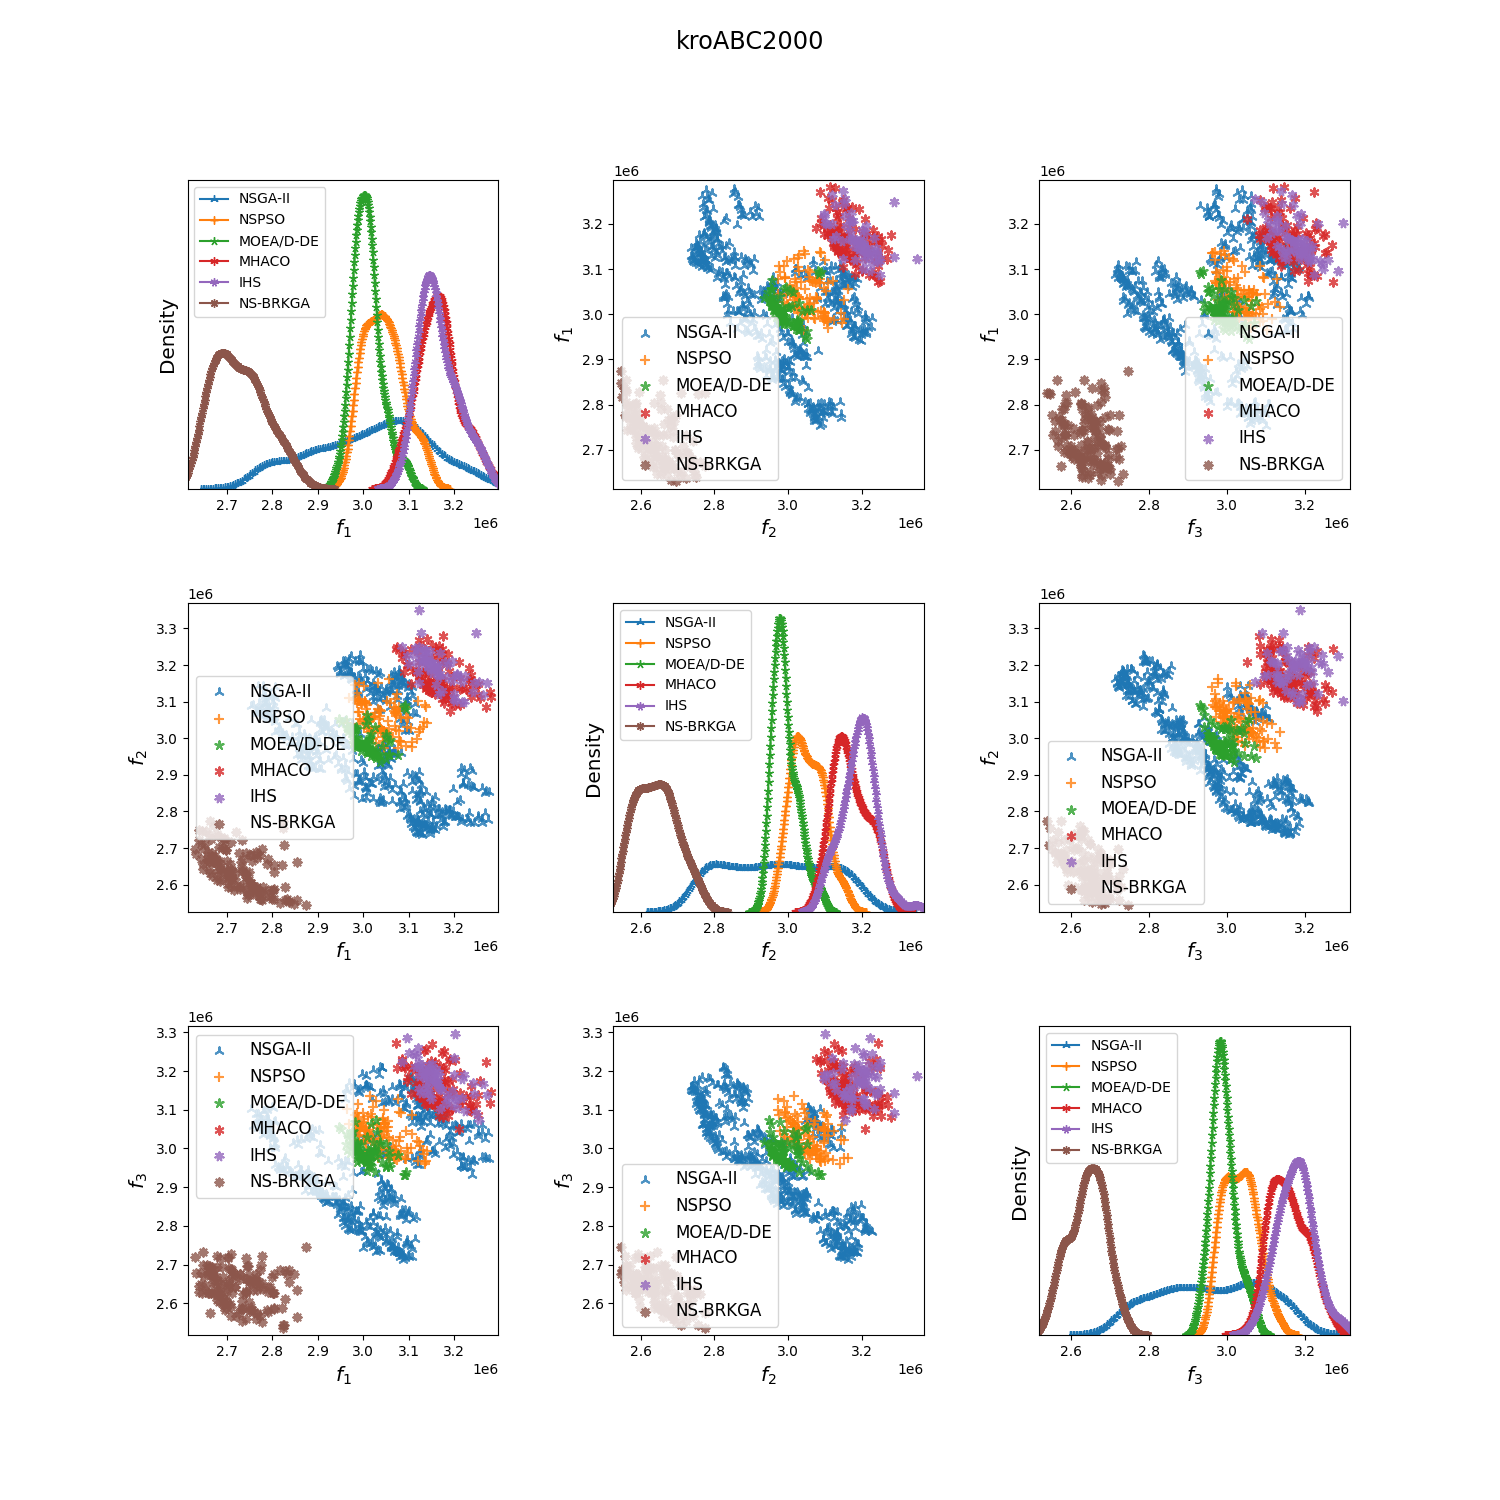 kroABC2000
Density
NSGA-II
NSPSO
MOEA/D-DE
MHACO
IHS
NS-BRKGA
2.7 2.8 2.9 3.0 3.1 3.2
1e6
f1
1e6
f1
3.2
3.1
3.0
2.9
2.8
2.7
NSGA-II
NSPSO
MOEA/D-DE
MHACO
IHS
NS-BRKGA
2.6 2.8 3.0 3.2
1e6
f2
1e6
f1
3.2
3.1
3.0
2.9
2.8
2.7
NSGA-II
NSPSO
MOEA/D-DE
MHACO
IHS
NS-BRKGA
2.6 2.8 3.0 3.2
1e6
f3
1e6
f2
3.3
3.2
3.1
3.0
2.9
2.8
2.7
2.6
NSGA-II
NSPSO
MOEA/D-DE
MHACO
IHS
NS-BRKGA
2.7 2.8 2.9 3.0 3.1 3.2
1e6
f1
Density
NSGA-II
NSPSO
MOEA/D-DE
MHACO
IHS
NS-BRKGA
2.6 2.8 3.0 3.2
1e6
f2
1e6
f2
3.3
3.2
3.1
3.0
2.9
2.8
2.7
2.6
NSGA-II
NSPSO
MOEA/D-DE
MHACO
IHS
NS-BRKGA
2.6 2.8 3.0 3.2
1e6
f3
1e6
f3
3.3
3.2
3.1
3.0
2.9
2.8
2.7
2.6
NSGA-II
NSPSO
MOEA/D-DE
MHACO
IHS
NS-BRKGA
2.7 2.8 2.9 3.0 3.1 3.2
1e6
f1
1e6
f3
3.3
3.2
3.1
3.0
2.9
2.8
2.7
2.6
NSGA-II
NSPSO
MOEA/D-DE
MHACO
IHS
NS-BRKGA
2.6 2.8 3.0 3.2
1e6
f2
Density
NSGA-II
NSPSO
MOEA/D-DE
MHACO
IHS
NS-BRKGA
2.6 2.8 3.0 3.2
1e6
f3